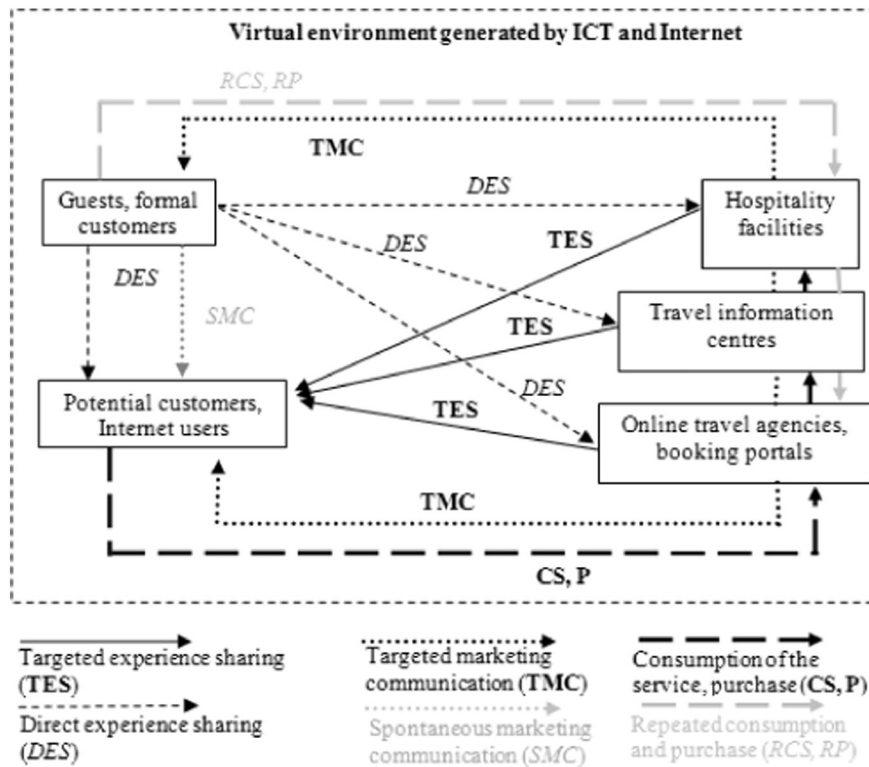 Virtual environment generated by ICT and Internet
RCS, RP
TMC
Guests, formal
customers
DES
Hospitality
facilities
TES
DES
DES
SMC
TES
Travel information
centres
DES
Potential customers,
Internet users
TES
Online travel agencies,
booking portals
TMC
CS, P
Targeted experience sharing
(TES)
Direct experience sharing
(DES)
Targeted marketing
communication (TMC)
Spontaneous marketing
communication (SMC)
Consumption of the
service, purchase (CS, P)
Repeated consumption
and purchase (RCS, RP)